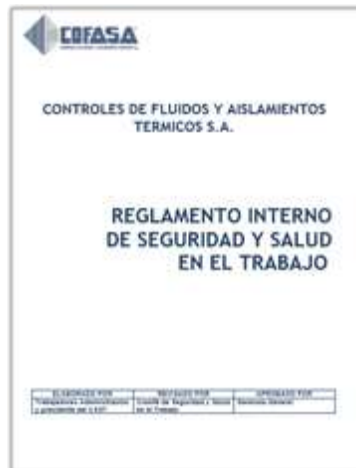 COFASA
CONTROLES DE FLUIDOS Y AISLAMIENTOS
TERMICOS S.A.
REGLAMENTO INTERNO
DE SEGURIDAD Y SALUD
EN EL TRABAJO
ELABORADO POR REVISADO POR APROBADO POR
Comité de Seguridad y Salud Gerencia General
en el Trabajo